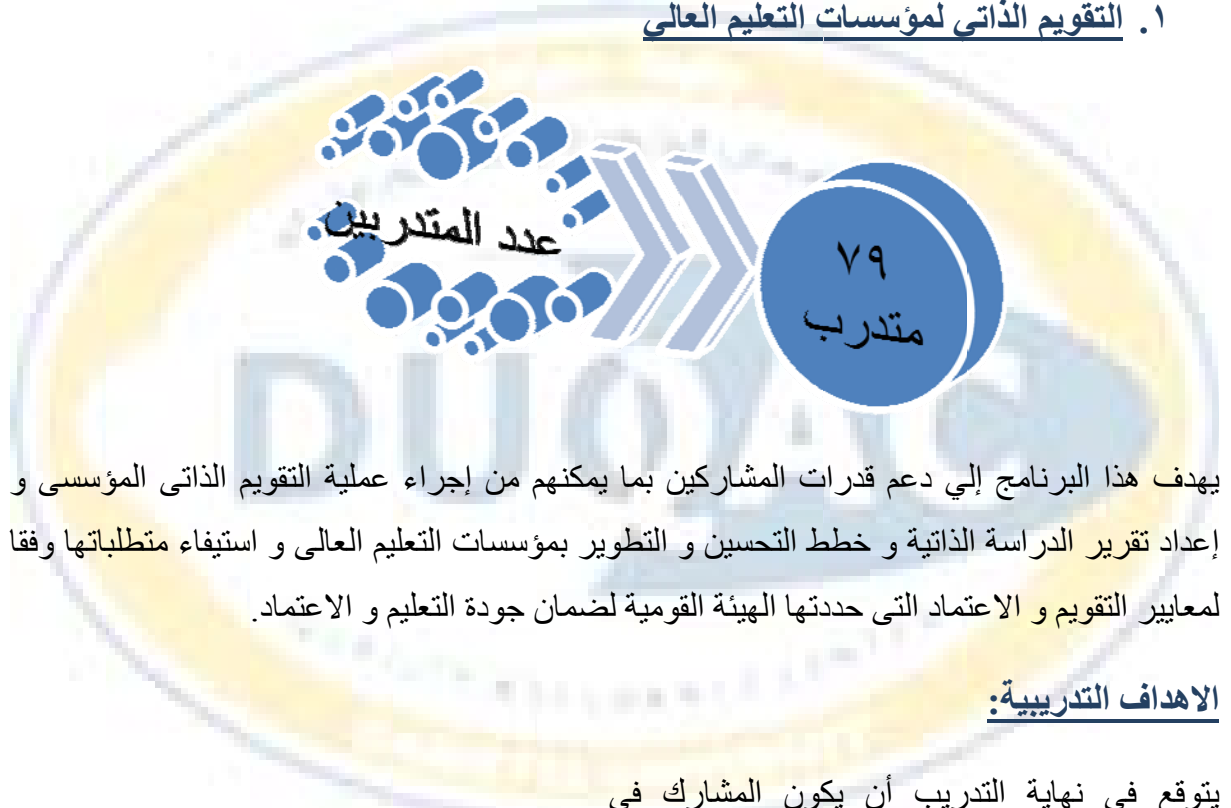 ١. التقويم الذاتي لمؤسسات التعليم العالي
عدد المتدربين
٧٩
متدرب
DUQAC
يهدف هذا البرنامج إلي دعم قدرات المشاركين بما يمكنهم من إجراء عملية التقويم الذاتى المؤسسى و
إعداد تقرير الدراسة الذاتية و خطط التحسين و التطوير بمؤسسات التعليم العالى و استيفاء متطلباتها وفقا
لمعايير التقويم و الاعتماد التى حددتها الهيئة القومية لضمان جودة التعليم و الاعتماد.
الاهداف التدريبية:
يتوقع في نهاية التدريب أن يكون المشارك في